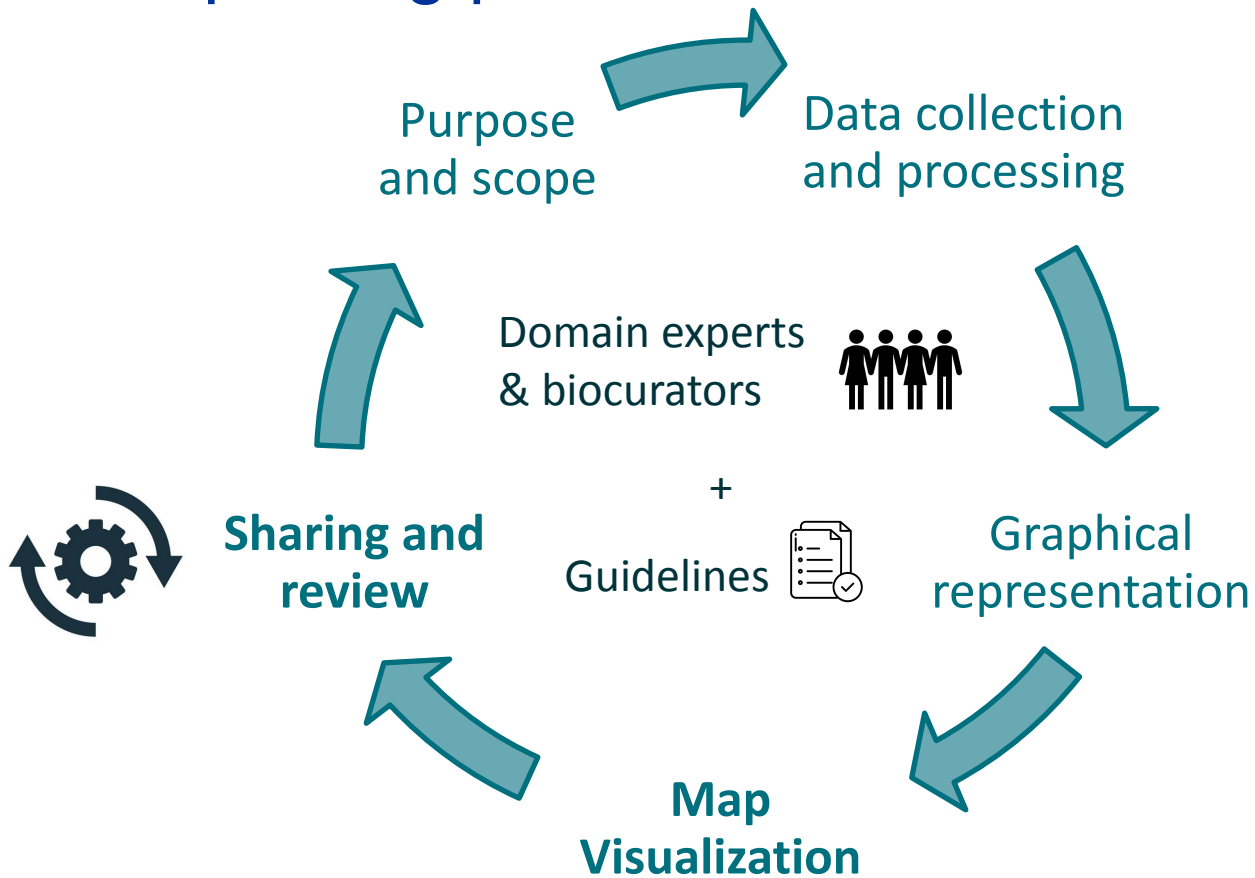 Purpose
and scope
Data collection
and processing
Domain experts
& biocurators
+
Guidelines
Sharing and
review
Graphical
representation
Map
Visualization